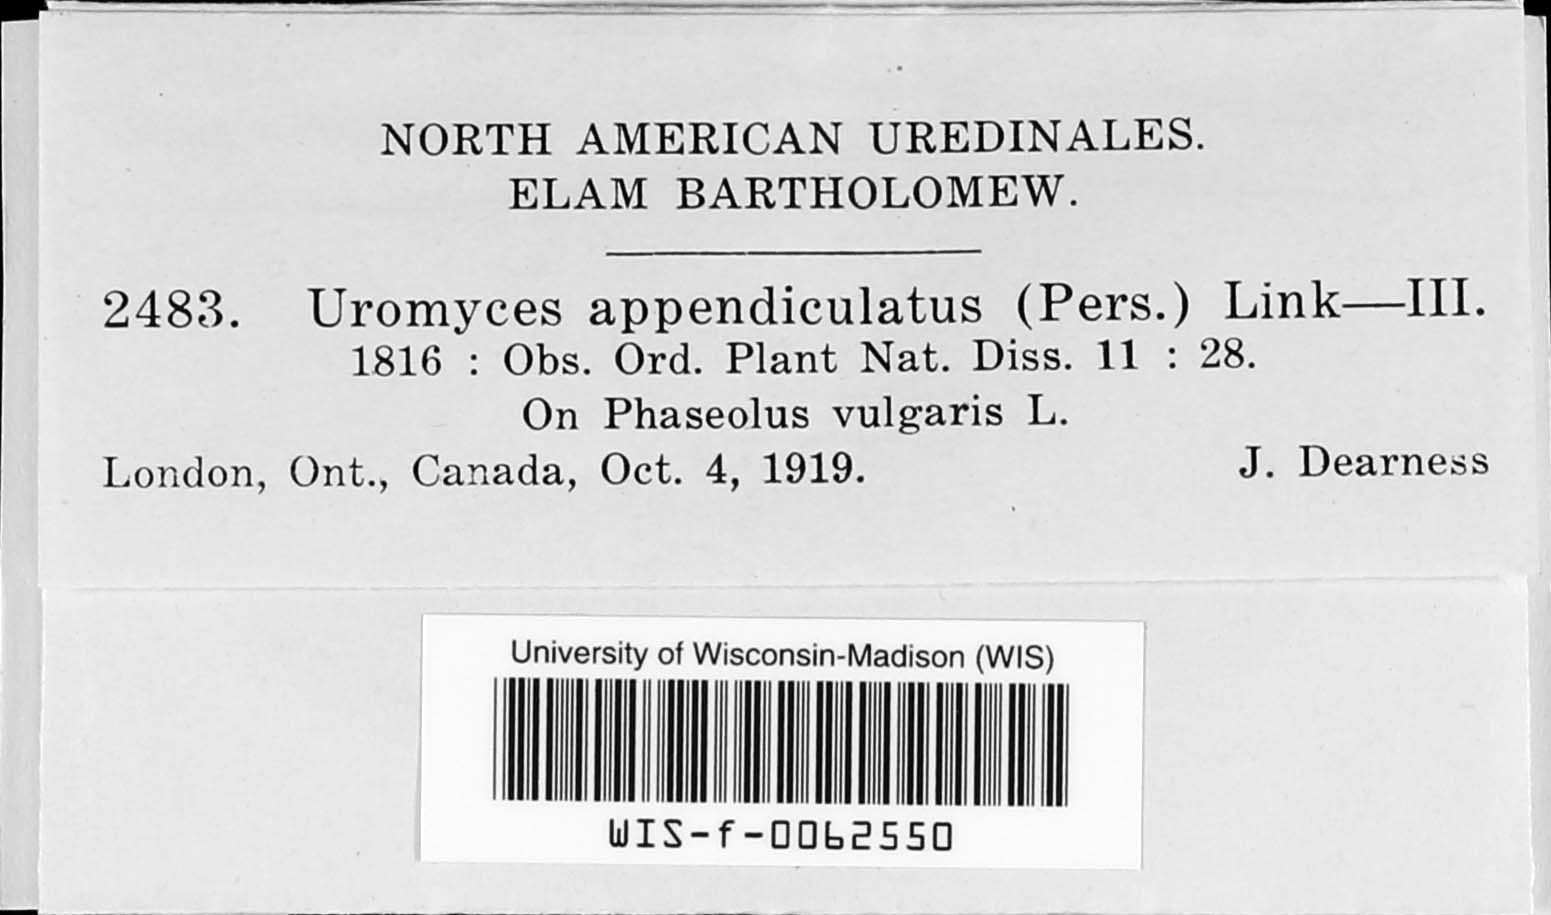 NORTH AMERICAN UREDINALES.
ELAM BARTHOLOMEW.
2483. Uromyces appendiculatus (Pers.) Link—III.
1816 : Obs. Ord. Plant Nat. Diss. 11 : 28.
On Phaseolus vulgaris L.
London, Ont., Canada, Oct. 4, 1919. J. Dearness
University of Wisconsin-Madison (WIS)
WIS-f-0062550